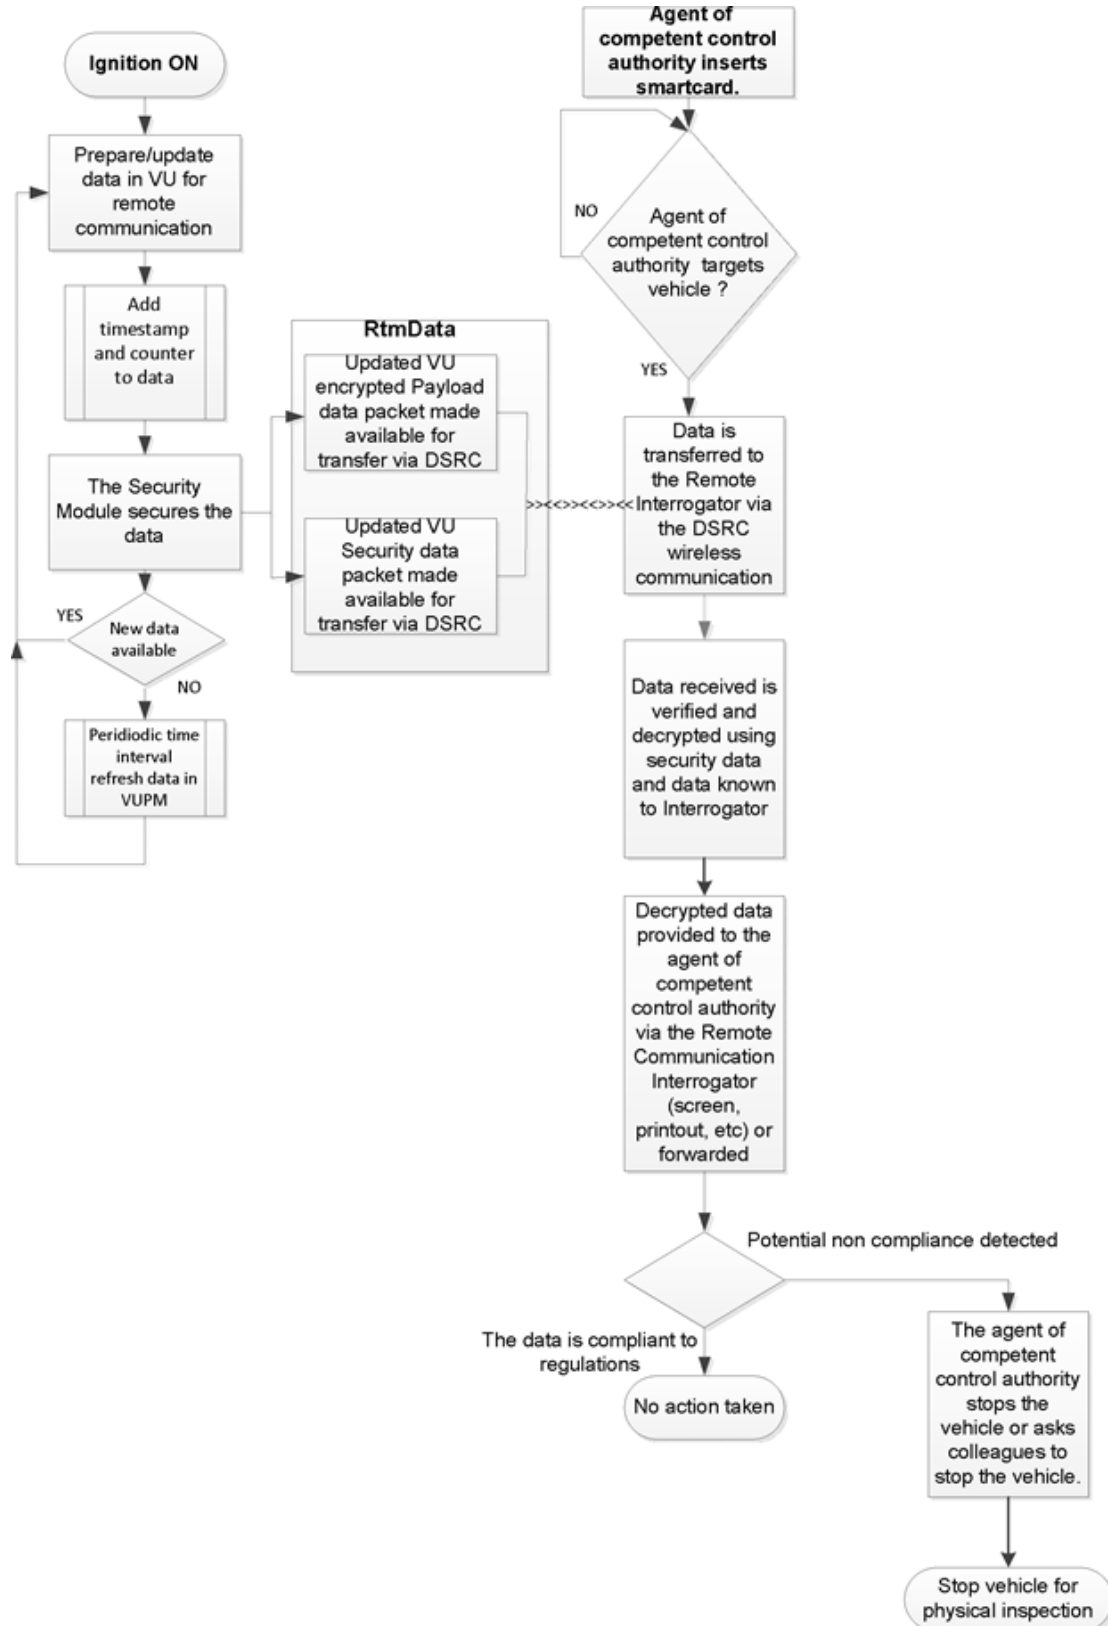 Ignition ON
Prepare/update
data in VU for
remote
communication
Add
timestamp
and counter
to data
The Security
Module secures the
data
YES
New data
available
NO
Peridiodic time
interval
refresh data in
VUPM
RtmData
Updated VU
encrypted Payload
data packet made
available for
transfer via DSRC
Updated VU
Security data
packet made
available for
transfer via DSRC
>><<>><<>><<
Agent of
competent control
authority inserts
smartcard.
NO
Agent of
competent control
authority targets
vehicle ?
YES
Data is
transferred to
the Remote
Interrogator via
the DSRC
wireless
communication
Data received is
verified and
decrypted using
security data
and data known
to Interrogator
Decrypted data
provided to the
agent of
competent
control authority
via the Remote
Communication
Interrogator
(screen,
printout, etc) or
forwarded
Potential non compliance detected
The data is compliant to
regulations
No action taken
The agent of
competent
control authority
stops the
vehicle or asks
colleagues to
stop the vehicle.
Stop vehicle for
physical inspection